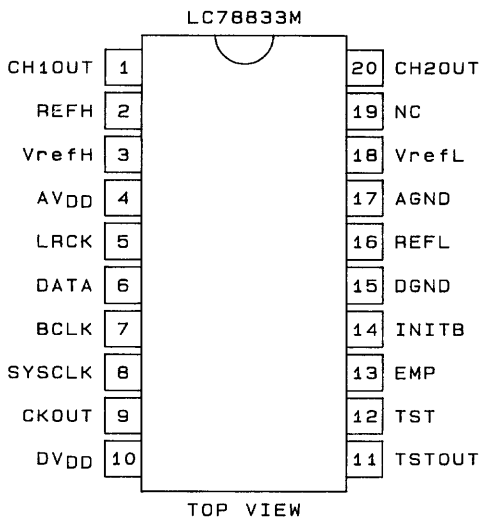 LC78833M
CH1OUT 1 20 CH2OUT
REFH 2 19 NC
VrefH 3 18 VrefL
AVDD 4 17 AGND
LRCK 5 16 REFL
DATA 6 15 DGND
BCLK 7 14 INITB
SYSCLK 8 13 EMP
CKOUT 9 12 TST
DVDD 10 11 TSTOUT
TOP VIEW